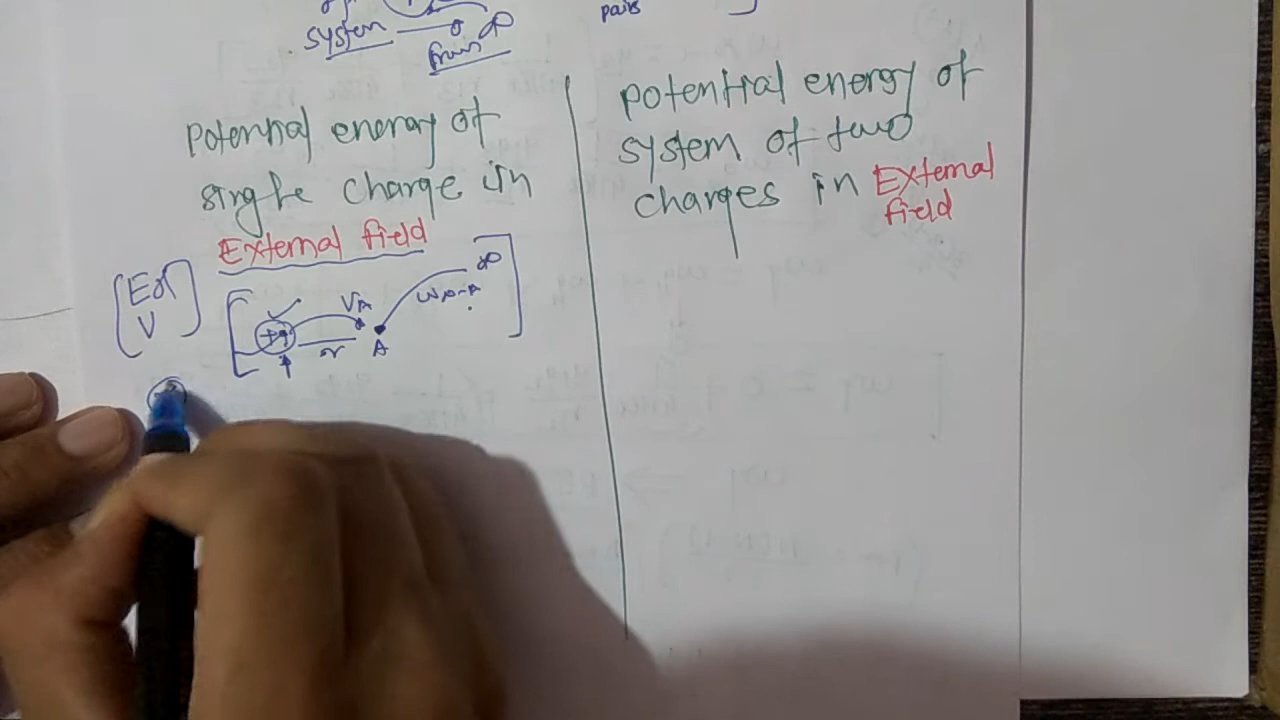 system
from ∞
pairs
potential energy of
single charge in
External field
E or
V
VA
∞
W∞-A
r
A
potential energy of
system of two
charges in External
field